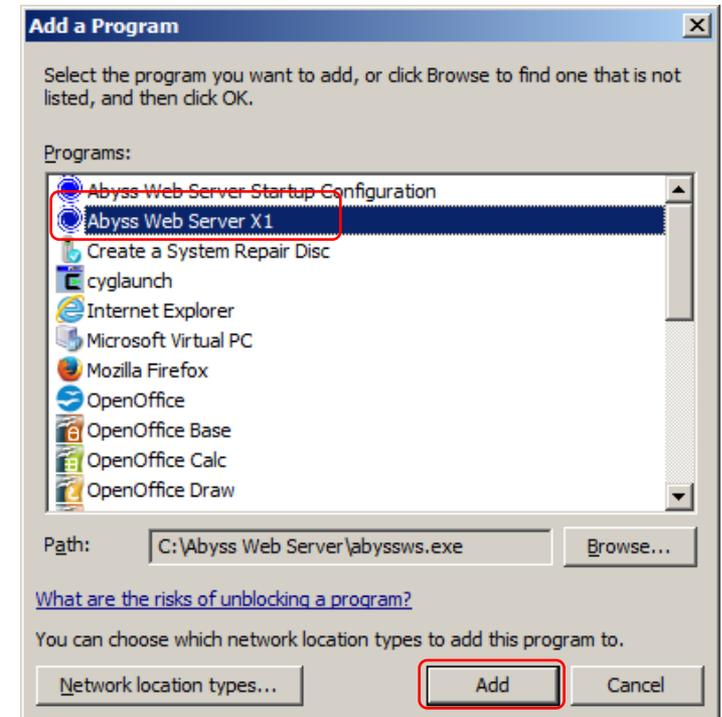 Add a Program
Select the program you want to add, or click Browse to find one that is not
listed, and then click OK.
Programs:
Abyss Web Server Startup Configuration
Abyss Web Server X1
Create a System Repair Disc
cyglaunch
Internet Explorer
Microsoft Virtual PC
Mozilla Firefox
OpenOffice
OpenOffice Base
OpenOffice Calc
OpenOffice Draw
Path: C:\Abyss Web Server\abyssws.exe Browse...
What are the risks of unblocking a program?
You can choose which network location types to add this program to.
Network location types... Add Cancel